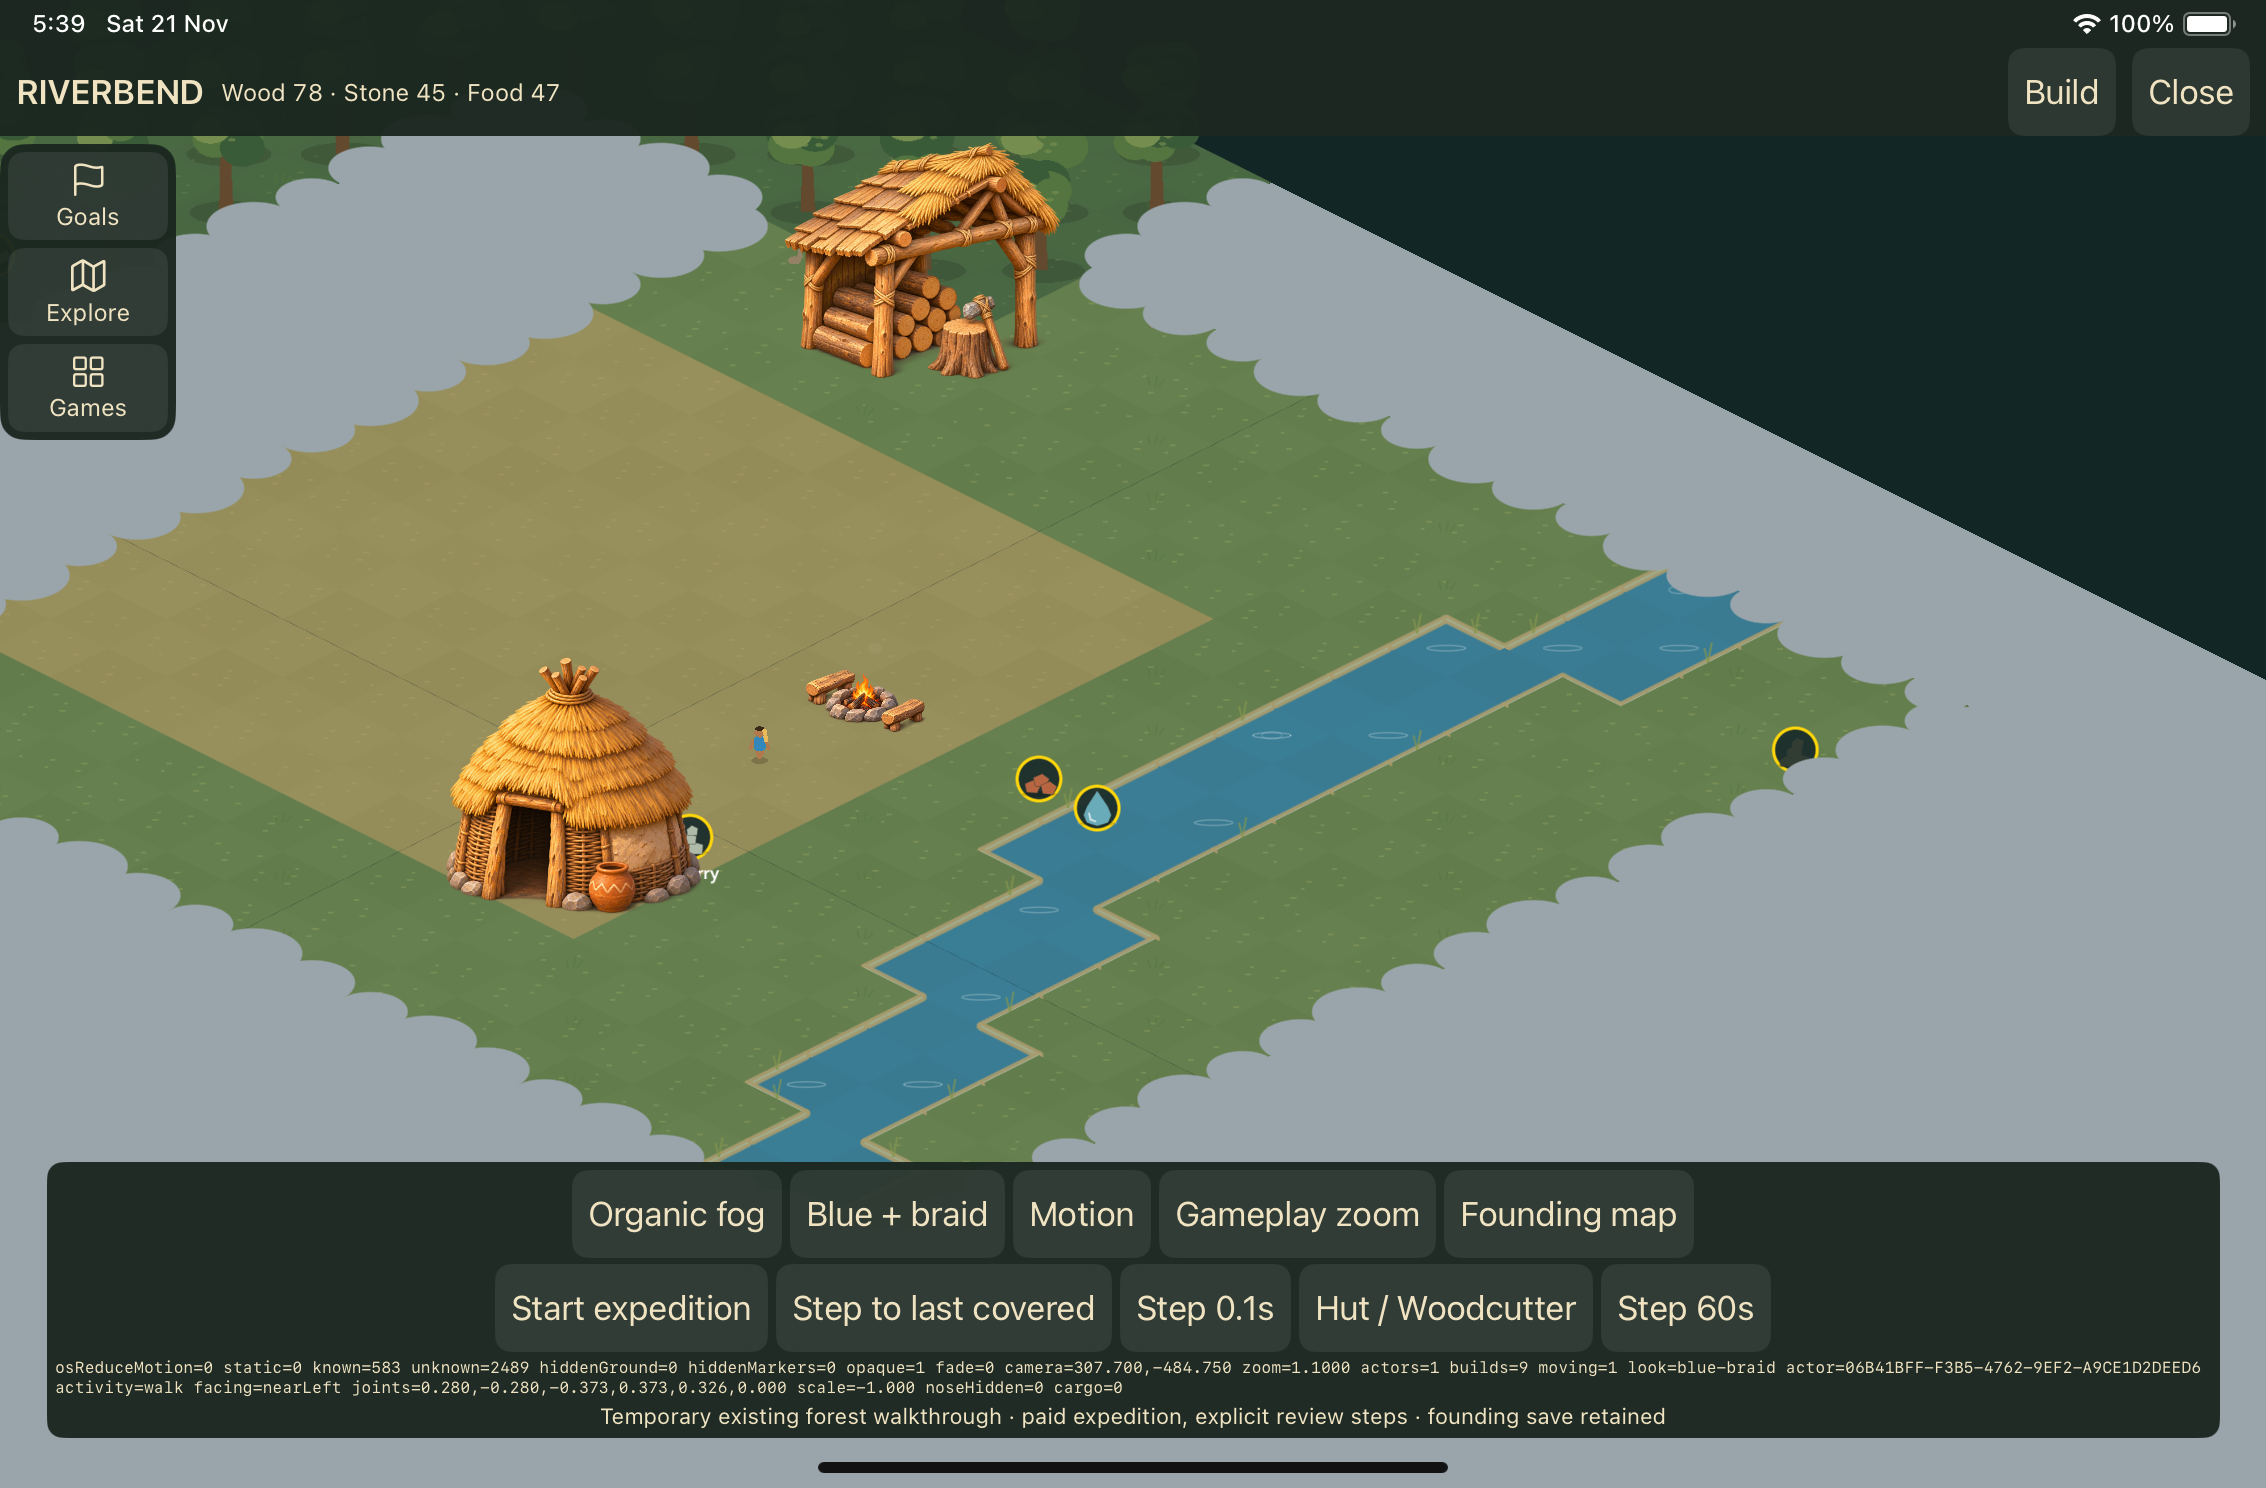 5:39 Sat 21 Nov
100%
RIVERBEND Wood 78 · Stone 45 · Food 47
Build
Close
Goals
Explore
Games
rry
Organic fog
Blue + braid
Motion
Gameplay zoom
Founding map
Start expedition
Step to last covered
Step 0.1s
Hut / Woodcutter
Step 60s
osReduceMotion=0 static=0 known=583 unknown=2489 hiddenGround=0 hiddenMarkers=0 opaque=1 fade=0 camera=307.700,-484.750 zoom=1.1000 actors=1 builds=9 moving=1 look=blue-braid actor=06B41BFF-F3B5-4762-9EF2-A9CE1D2DEED6
activity=walk facing=nearLeft joints=0.280,-0.280,-0.373,0.373,0.326,0.000 scale=-1.000 noseHidden=0 cargo=0
Temporary existing forest walkthrough · paid expedition, explicit review steps · founding save retained